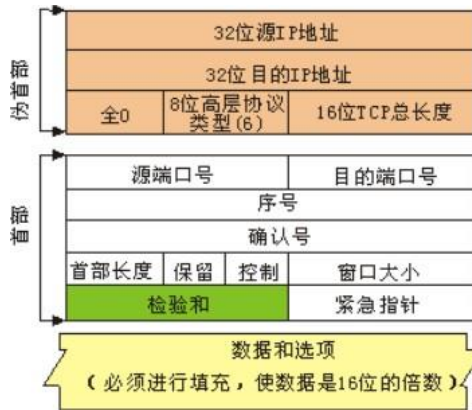 伪首部
32位源IP地址
32位目的IP地址
全0 8位高层协议类型(6) 16位TCP总长度
首部
源端口号 目的端口号
序号
确认号
首部长度 保留 控制 窗口大小
检验和 紧急指针
数据和选项
（必须进行填充，使数据是16位的倍数）